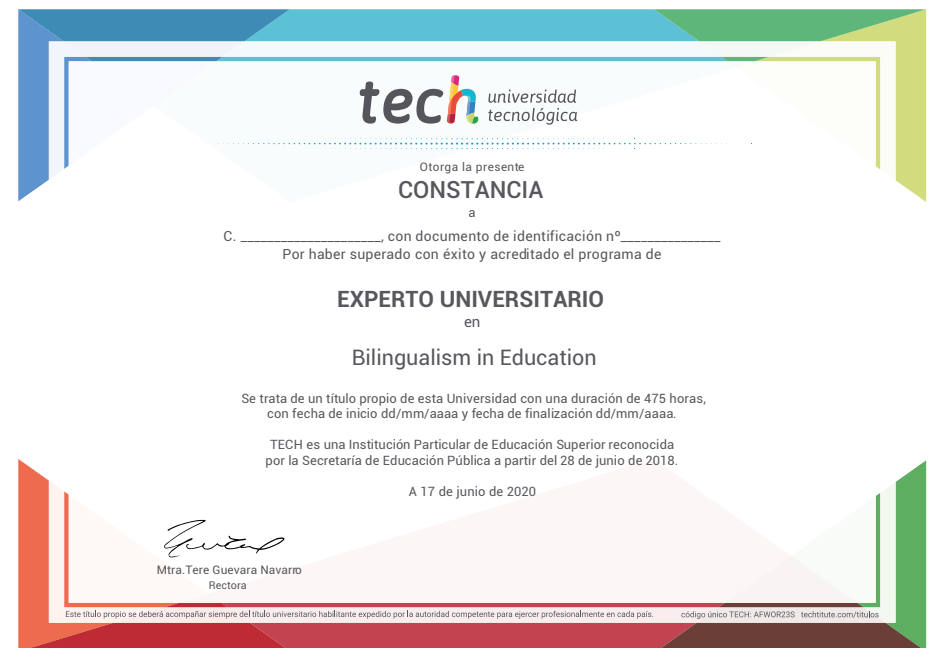 tech universidad
tecnológica
Otorga la presente
CONSTANCIA
a
C. _____________________, con documento de identificación nº_______________
Por haber superado con éxito y acreditado el programa de
EXPERTO UNIVERSITARIO
en
Bilingualism in Education
Se trata de un título propio de esta Universidad con una duración de 475 horas,
con fecha de inicio dd/mm/aaaa y fecha de finalización dd/mm/aaaa.
TECH es una Institución Particular de Educación Superior reconocida
por la Secretaría de Educación Pública a partir del 28 de junio de 2018.
A 17 de junio de 2020
Mtra.Tere Guevara Navarro
Rectora
Este título propio se deberá acompañar siempre del título universitario habilitante expedido por la autoridad competente para ejercer profesionalmente en cada país. código único TECH: AFWOR23S techtitute.com/titulos